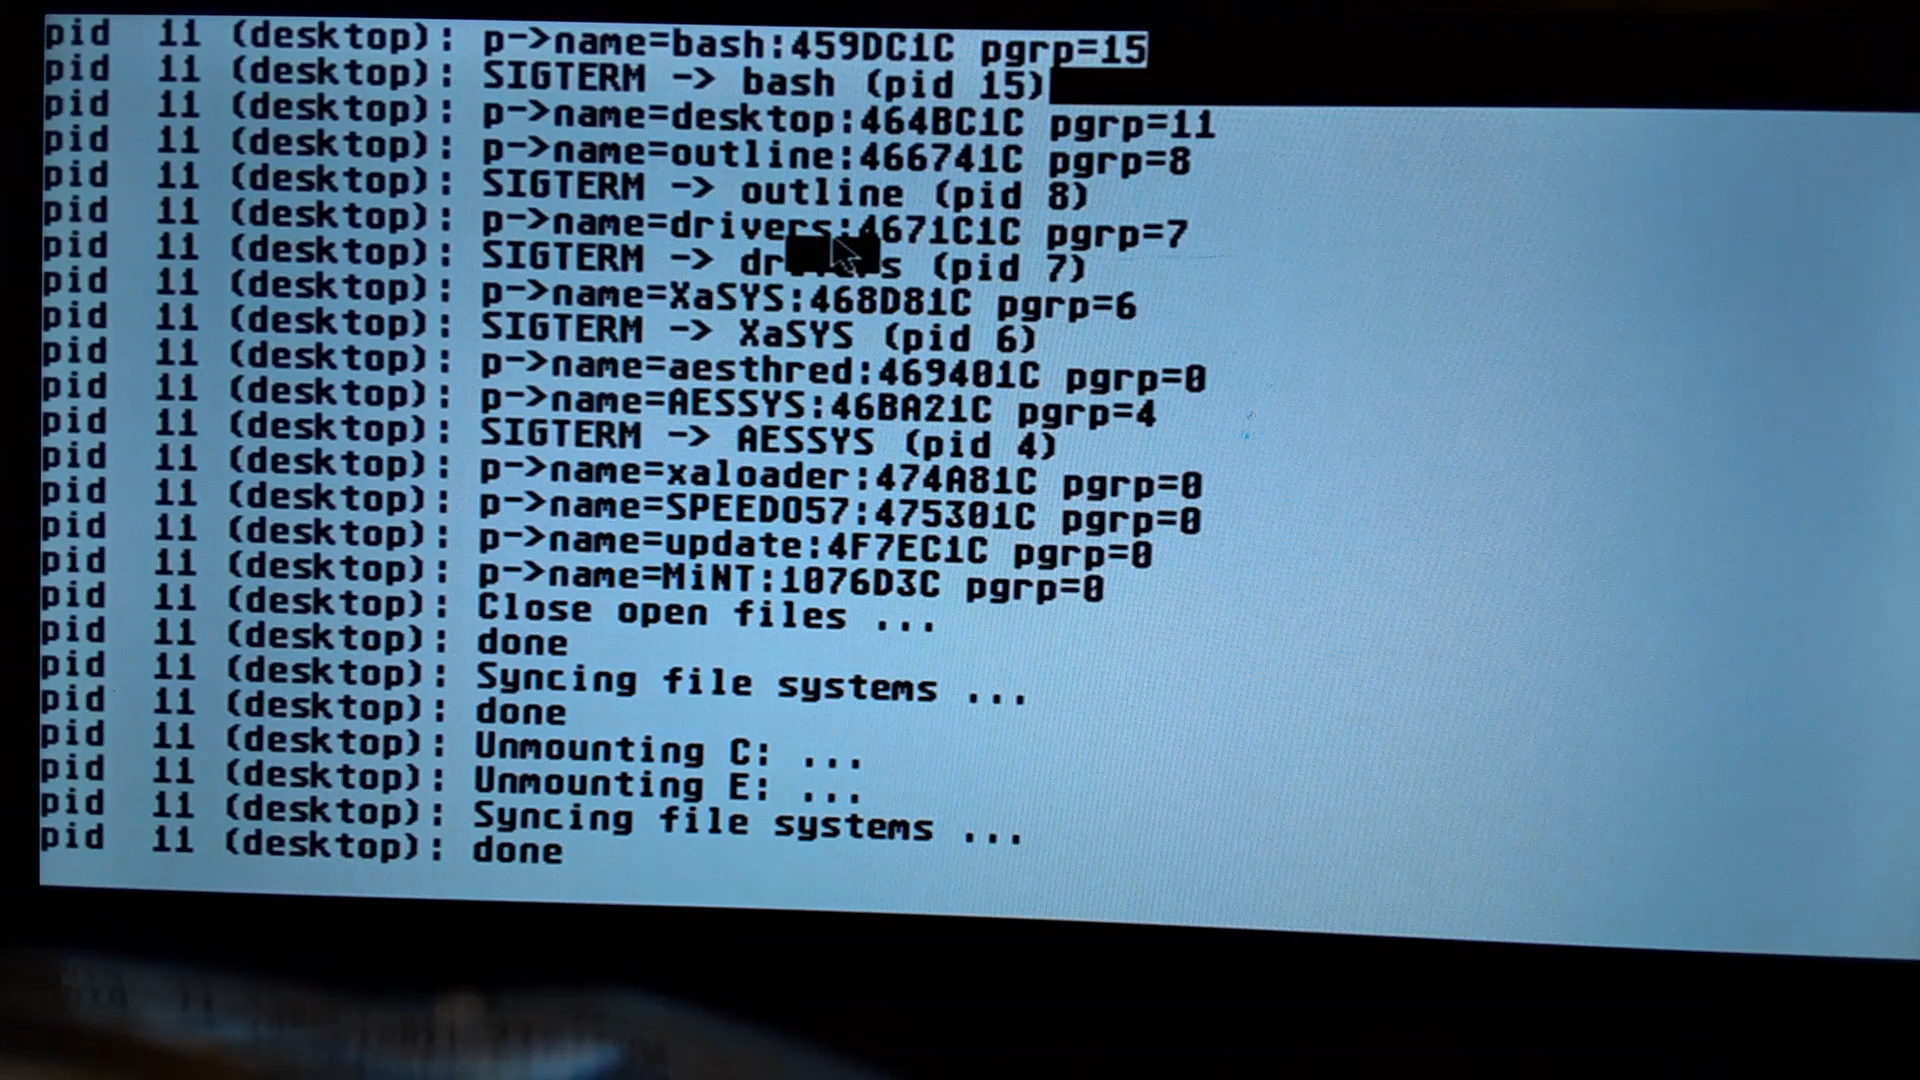 pid  11 (desktop): p->name=bash:459DC1C pgrp=15
pid  11 (desktop): SIGTERM -> bash (pid 15)
pid  11 (desktop): p->name=desktop:464BC1C pgrp=11
pid  11 (desktop): p->name=outline:466741C pgrp=8
pid  11 (desktop): SIGTERM -> outline (pid 8)
pid  11 (desktop): p->name=drivers:4671C1C pgrp=7
pid  11 (desktop): SIGTERM -> (pid 7)
pid  11 (desktop): p->name=XaSYS:468D81C pgrp=6
pid  11 (desktop): SIGTERM -> XaSYS (pid 6)
pid  11 (desktop): p->name=aesthred:469401C pgrp=0
pid  11 (desktop): p->name=AESSYS:46BA21C pgrp=4
pid  11 (desktop): SIGTERM -> AESSYS (pid 4)
pid  11 (desktop): p->name=xaloader:474A81C pgrp=0
pid  11 (desktop): p->name=SPEEDO57:475301C pgrp=0
pid  11 (desktop): p->name=update:4F7EC1C pgrp=0
pid  11 (desktop): p->name=MiNT:1076D3C pgrp=0
pid  11 (desktop): Close open files ...
pid  11 (desktop): done
pid  11 (desktop): Syncing file systems ...
pid  11 (desktop): done
pid  11 (desktop): Unmounting C: ...
pid  11 (desktop): Unmounting E: ...
pid  11 (desktop): Syncing file systems ...
pid  11 (desktop): done